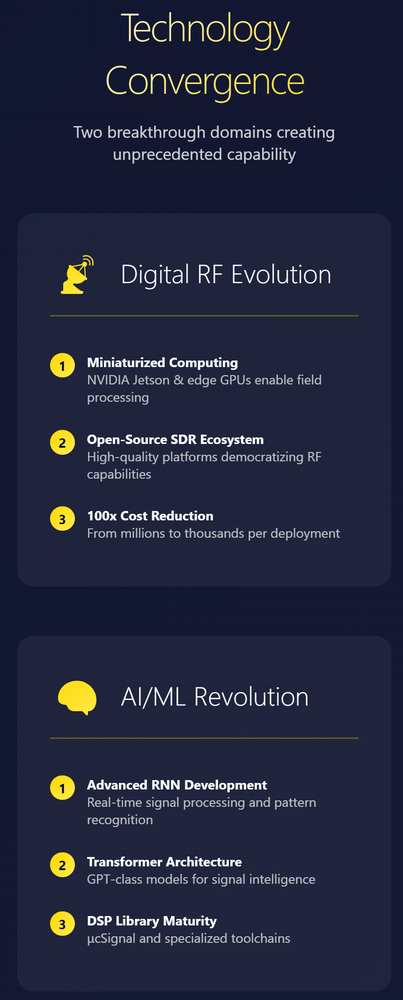 Technology
Convergence
Two breakthrough domains creating
unprecedented capability
Digital RF Evolution
1
Miniaturized Computing
NVIDIA Jetson & edge GPUs enable field
processing
2
Open-Source SDR Ecosystem
High-quality platforms democratizing RF
capabilities
3
100x Cost Reduction
From millions to thousands per deployment
AI/ML Revolution
1
Advanced RNN Development
Real-time signal processing and pattern
recognition
2
Transformer Architecture
GPT-class models for signal intelligence
3
DSP Library Maturity
μcSignal and specialized toolchains